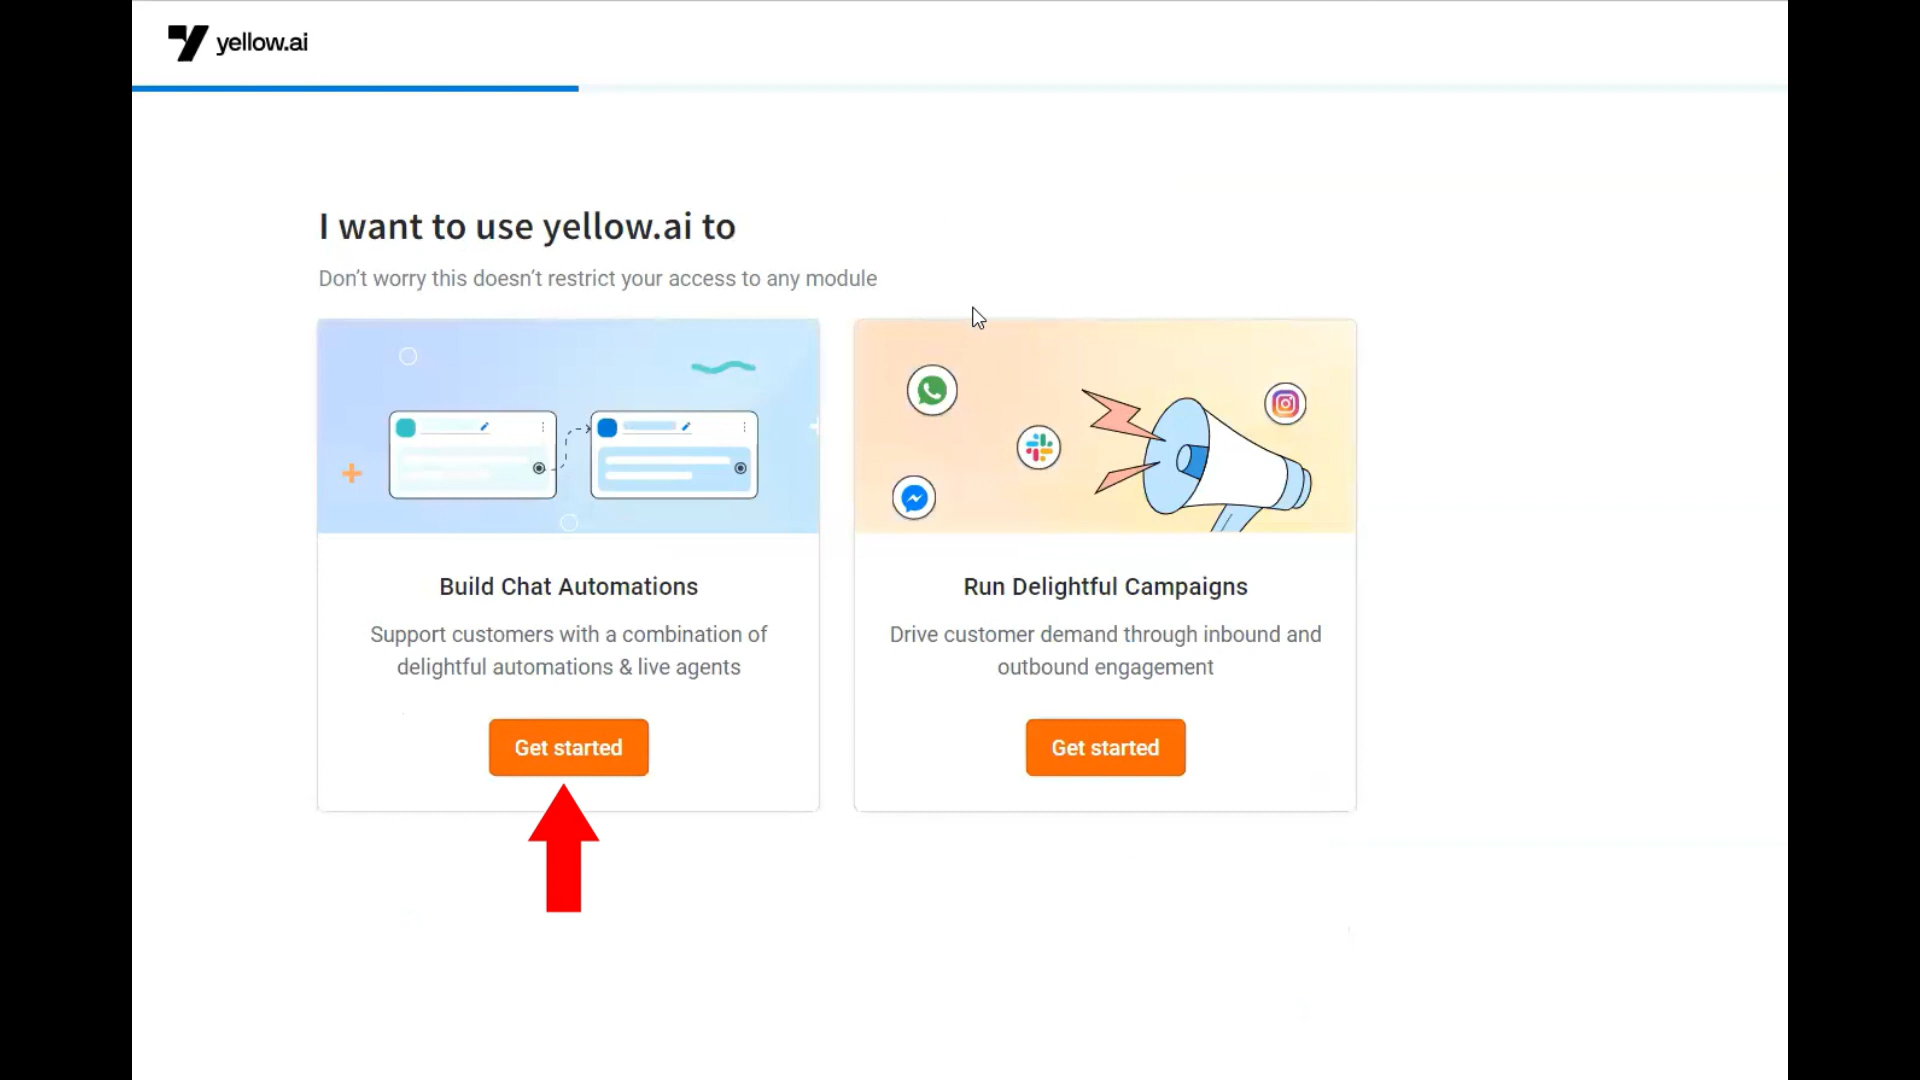 yellow.ai
I want to use yellow.ai to
Don’t worry this doesn’t restrict your access to any module
Build Chat Automations
Support customers with a combination of
delightful automations & live agents
Get started
Run Delightful Campaigns
Drive customer demand through inbound and
outbound engagement
Get started